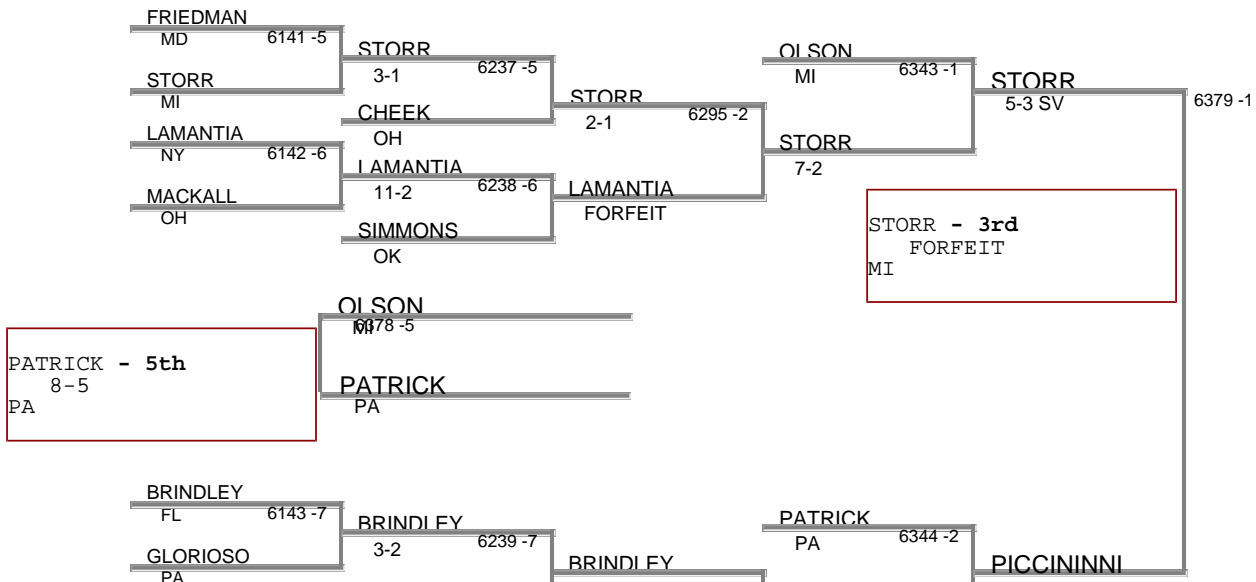 FRIEDMAN
MD
6141 -5
STORR
3-1
6237 -5
STORR
MI
CHEEK
OH
STORR
2-1
6295 -2
LAMANTIA
NY
6142 -6
LAMANTIA
11-2
6238 -6
MACKALL
OH
SIMMONS
OK
LAMANTIA
FORFEIT
OLSON
MI
6343 -1
STORR
7-2
STORR
5-3 SV
6379 -1
STORR - 3rd
FORFEIT
MI
OLSON
MI
6378 -5
PATRICK
PA
PATRICK - 5th
8-5
PA
BRINDLEY
FL
6143 -7
BRINDLEY
3-2
6239 -7
GLORIOSO
PA
BRINDLEY
PATRICK
PA
6344 -2
PICCININNI